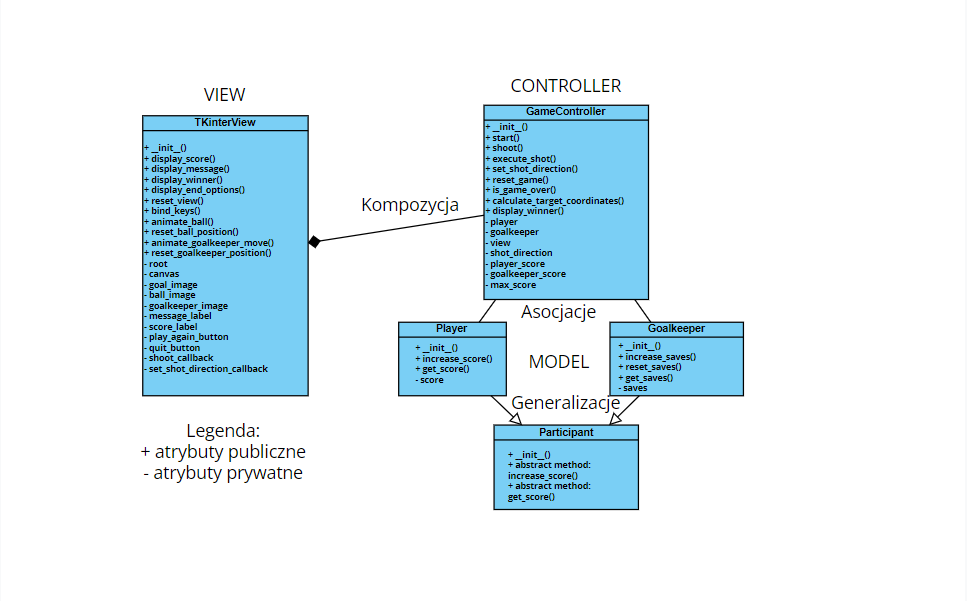 VIEW
TKinterView
+ __init__()
+ display_score()
+ display_message()
+ display_winner()
+ display_end_options()
+ reset_view()
+ bind_keys()
+ animate_ball()
+ reset_ball_position()
+ animate_goalkeeper_move()
+ reset_goalkeeper_position()
- root
- canvas
- goal_image
- ball_image
- goalkeeper_image
- message_label
- score_label
- play_again_button
- quit_button
- shoot_callback
- set_shot_direction_callback
Legenda:
+ atrybuty publiczne
- atrybuty prywatne
Kompozycja
CONTROLLER
GameController
+ __init__()
+ start()
+ shoot()
+ execute_shot()
+ set_shot_direction()
+ reset_game()
+ is_game_over()
+ calculate_target_coordinates()
+ display_winner()
- player
- goalkeeper
- view
- shot_direction
- player_score
- goalkeeper_score
- max_score
Asocjacje
Player
+ __init__()
+ increase_score()
+ get_score()
- score
MODEL
Goalkeeper
+ __init__()
+ increase_saves()
+ reset_saves()
+ get_saves()
- saves
Generalizacje
Participant
+ __init__()
+ abstract method:
increase_score()
+ abstract method:
get_score()